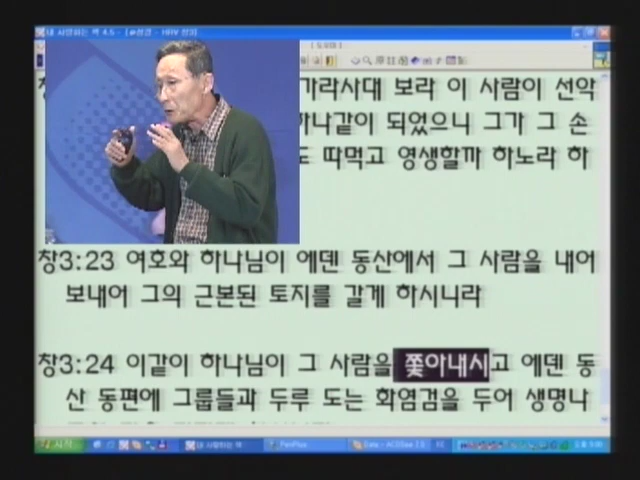 가라사대 보라 이 사람이 선악
하나같이 되었으니 그가 그 손
도 따먹고 영생할까 하노라 하
창3:23 여호와 하나님이 에덴 동산에서 그 사람을 내어
보내어 그의 근본된 토지를 갈게 하시니라
창3:24 이같이 하나님이 그 사람을 쫓아내시고 에덴 동
산 동편에 그룹들과 두루 도는 화염검을 두어 생명나
시작